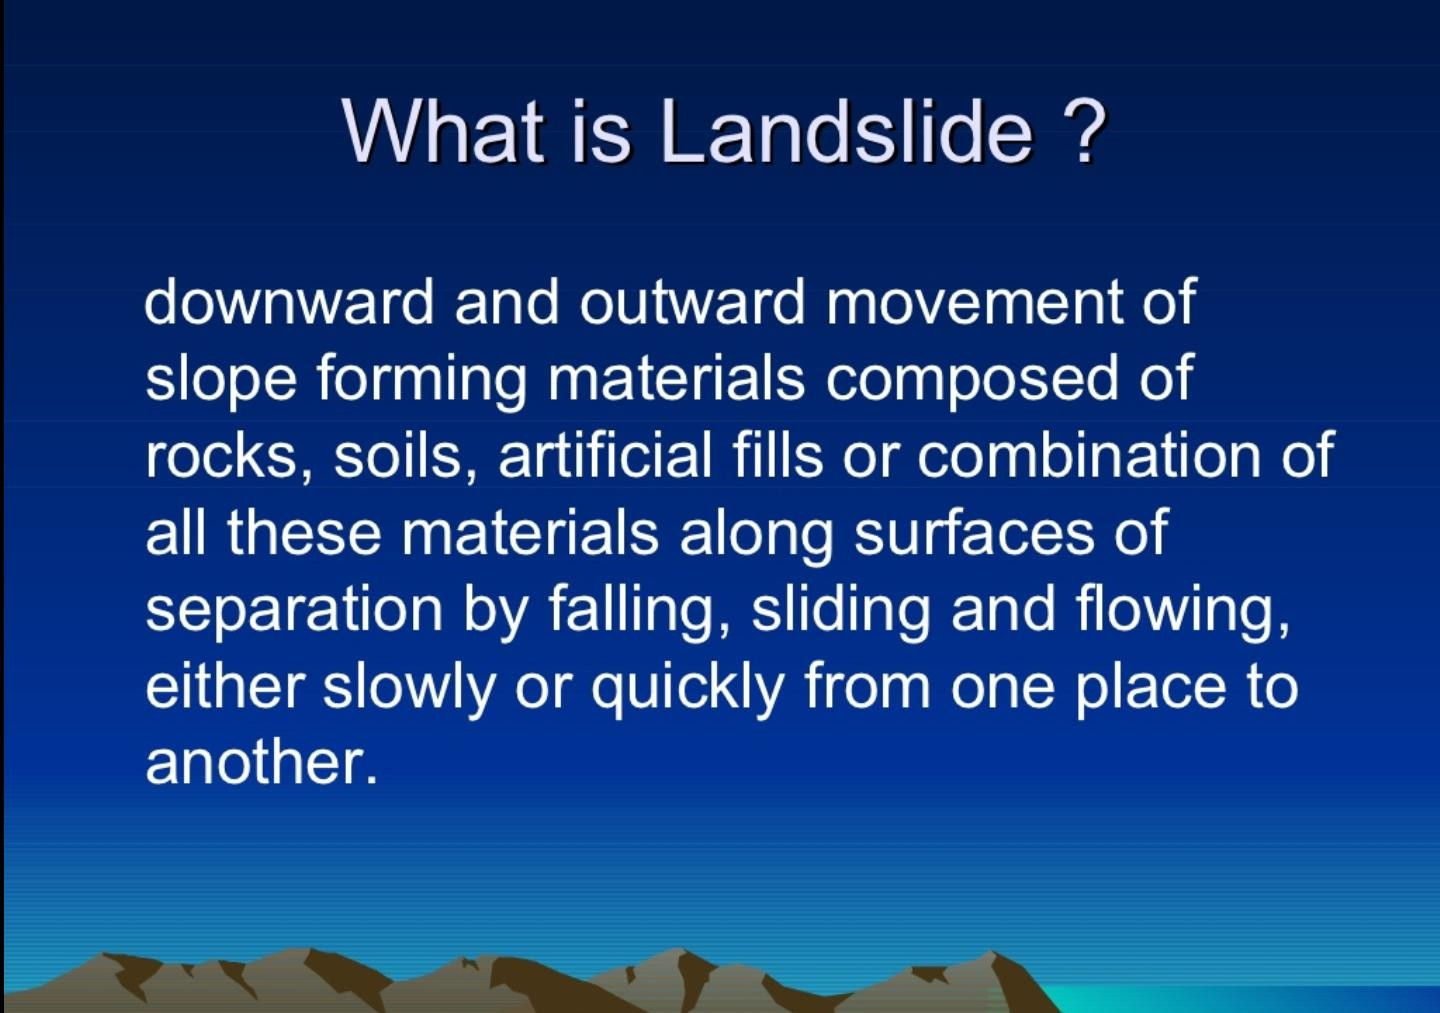 What is Landslide ?
downward and outward movement of
slope forming materials composed of
rocks, soils, artificial fills or combination of
all these materials along surfaces of
separation by falling, sliding and flowing,
either slowly or quickly from one place to
another.